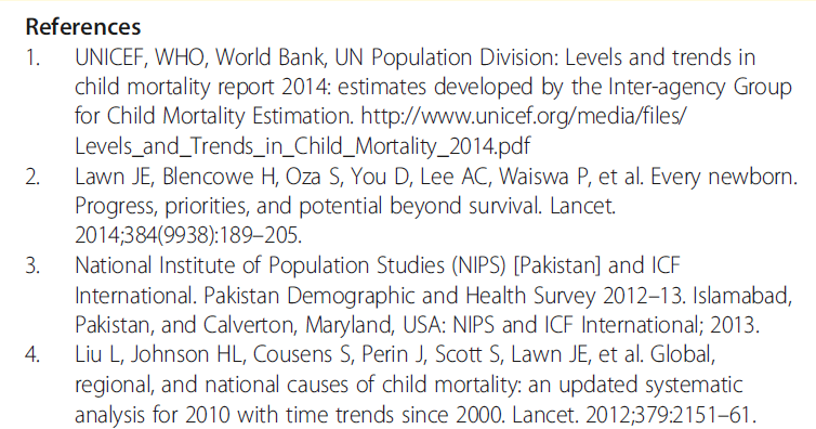 References
1. UNICEF, WHO, World Bank, UN Population Division: Levels and trends in
child mortality report 2014: estimates developed by the Inter-agency Group
for Child Mortality Estimation. http://www.unicef.org/media/files/
Levels_and_Trends_in_Child_Mortality_2014.pdf
2. Lawn JE, Blencowe H, Oza S, You D, Lee AC, Waiswa P, et al. Every newborn.
Progress, priorities, and potential beyond survival. Lancet.
2014;384(9938):189–205.
3. National Institute of Population Studies (NIPS) [Pakistan] and ICF
International. Pakistan Demographic and Health Survey 2012–13. Islamabad,
Pakistan, and Calverton, Maryland, USA: NIPS and ICF International; 2013.
4. Liu L, Johnson HL, Cousens S, Perin J, Scott S, Lawn JE, et al. Global,
regional, and national causes of child mortality: an updated systematic
analysis for 2010 with time trends since 2000. Lancet. 2012;379:2151–61.